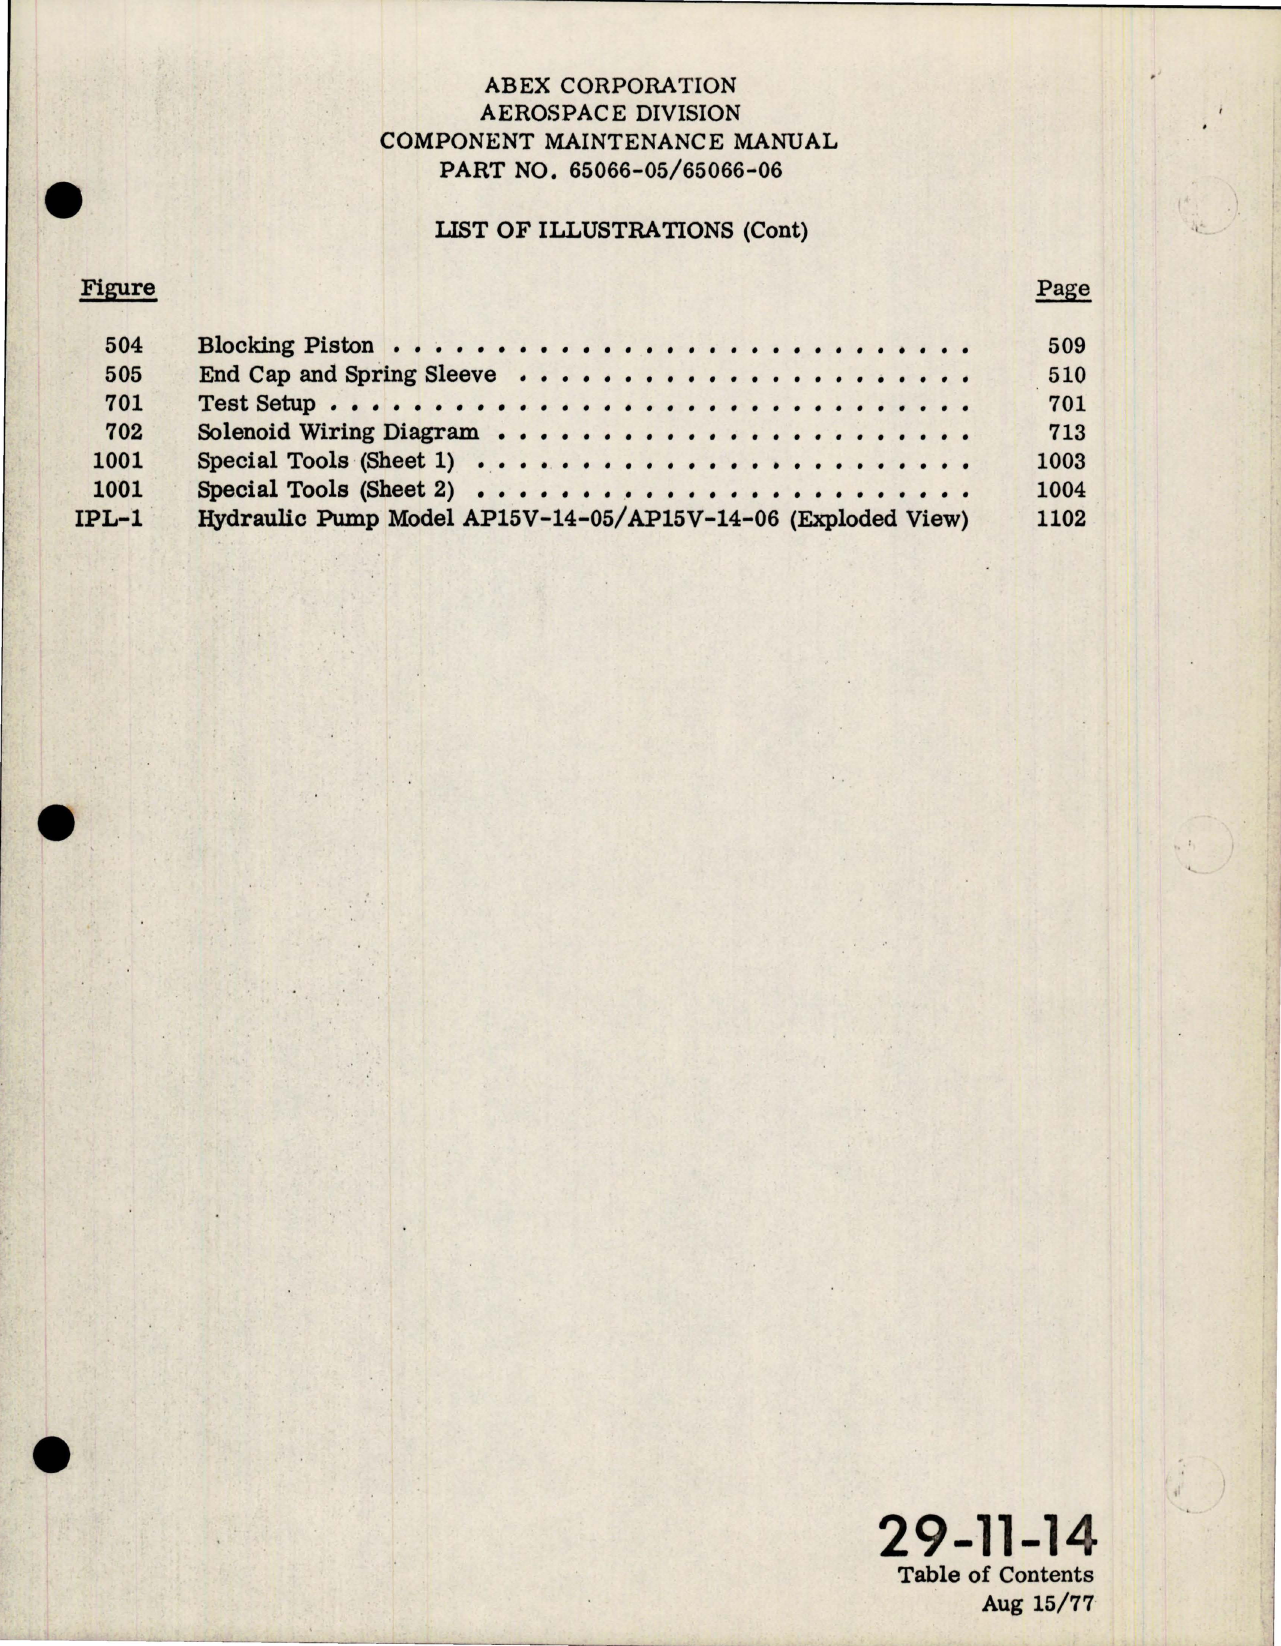 ABEX CORPORATION
AEROSPACE DIVISION
COMPONENT MAINTENANCE MANUAL
PART NO. 65066-05/65066-06
LIST OF ILLUSTRATIONS (Cont)
Figure Page
504 Blocking Piston . . . . . . . . . . . . . . . . . . . . . . . . . . . . 509
505 End Cap and Spring Sleeve . . . . . . . . . . . . . . . . . . . . . . 510
701 Test Setup . . . . . . . . . . . . . . . . . . . . . . . . . . . . . . . 701
702 Solenoid Wiring Diagram . . . . . . . . . . . . . . . . . . . . . . . 713
1001 Special Tools (Sheet 1) . . . . . . . . . . . . . . . . . . . . . . . . 1003
1001 Special Tools (Sheet 2) . . . . . . . . . . . . . . . . . . . . . . . . 1004
IPL-1 Hydraulic Pump Model AP15V-14-05/AP15V-14-06 (Exploded View) 1102
29-11-14
Table of Contents
Aug 15/77